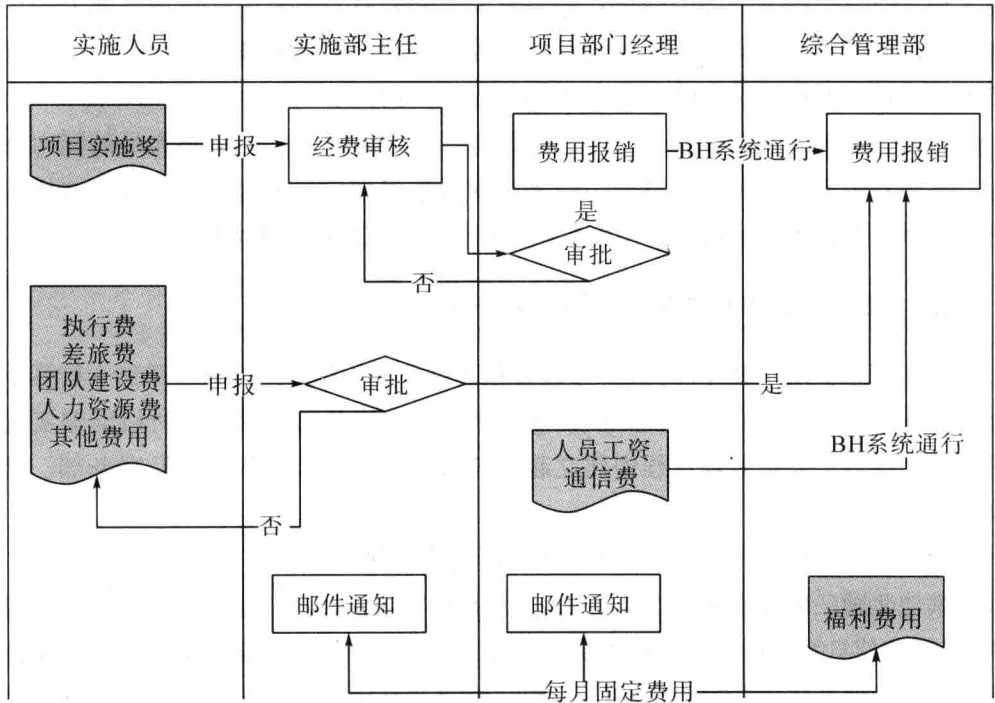 实施人员
实施部主任
项目部门经理
综合管理部
项目实施奖
申报
经费审核
费用报销
BH系统通行
费用报销
是
审批
否
执行费
差旅费
团队建设费
人力资源费
其他费用
申报
审批
是
人员工资
通信费
BH系统通行
否
邮件通知
邮件通知
福利费用
每月固定费用